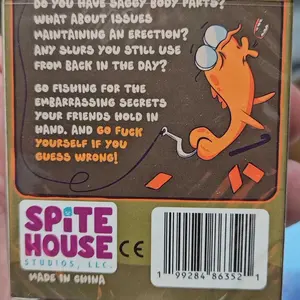 DO YOU HAVE SAGGY BODY PARTS?
WHAT ABOUT ISSUES
MAINTAINING AN ERECTION?
ANY SLURS YOU STILL USE
FROM BACK IN THE DAY?
GO FISHING FOR THE
EMBARRASSING SECRETS
YOUR FRIENDS HOLD IN
HAND. AND GO FUCK
YOURSELF IF YOU
GUESS WRONG!
SPITE
HOUSE
STUDIOS, LLC.
CE
MADE IN CHINA
1 99284 86352 1